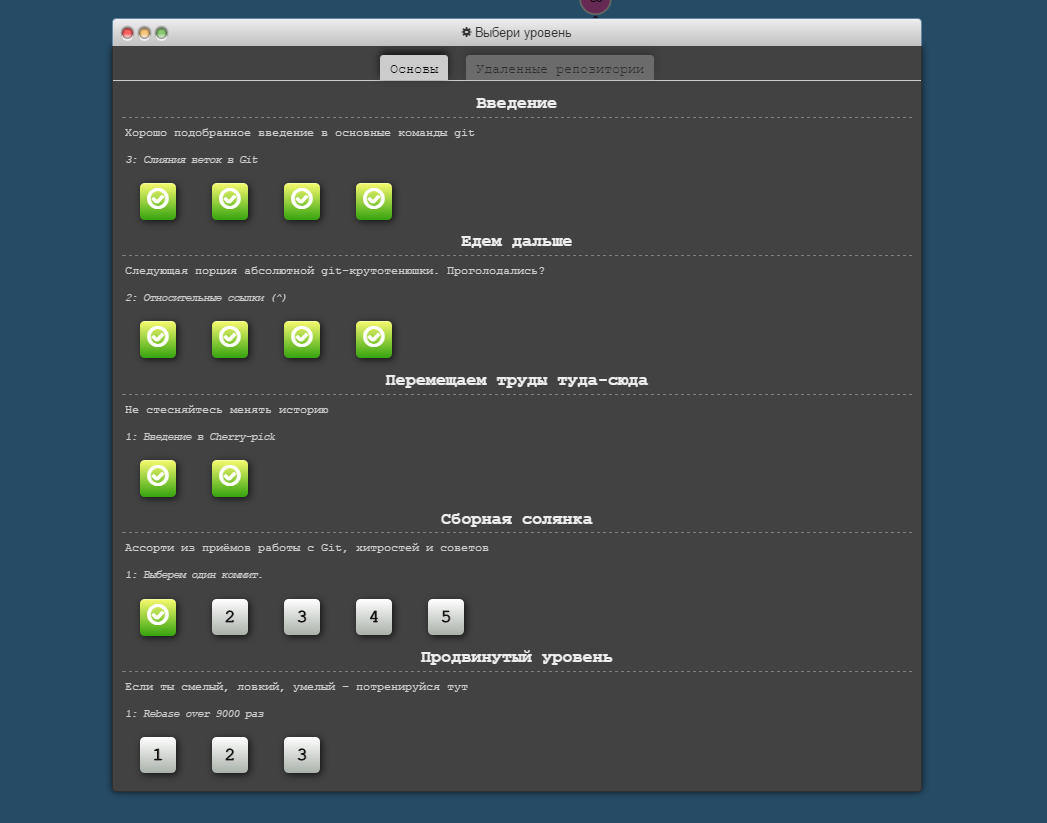 Выбери уровень
Основы
Удаленные репозитории
Введение
Хорошо подобранное введение в основные команды git
3: Слияния веток в Git
Едем дальше
Следующая порция абсолютной git-крутотенюшки. Проголодались?
2: Относительные ссылки (^)
Перемещаем труды туда-сюда
Не стесняйтесь менять историю
1: Введение в Cherry-pick
Сборная солянка
Ассорти из приёмов работы с Git, хитростей и советов
1: Выберем один коммит.
2 3 4 5
Продвинутый уровень
Если ты смелый, ловкий, умелый – потренируйся тут
1: Rebase over 9000 раз
1 2 3